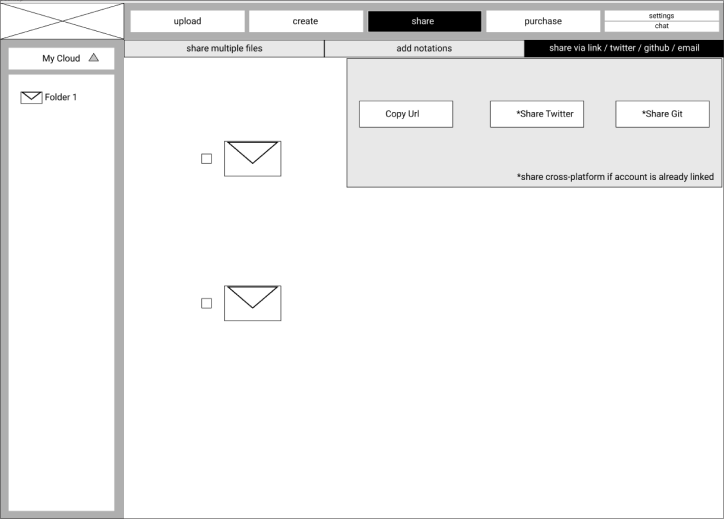 upload
create
share
purchase
settings
chat
share multiple files
add notations
share via link / twitter / github / email
My Cloud
Folder 1
Copy Url
*Share Twitter
*Share Git
*share cross-platform if account is already linked